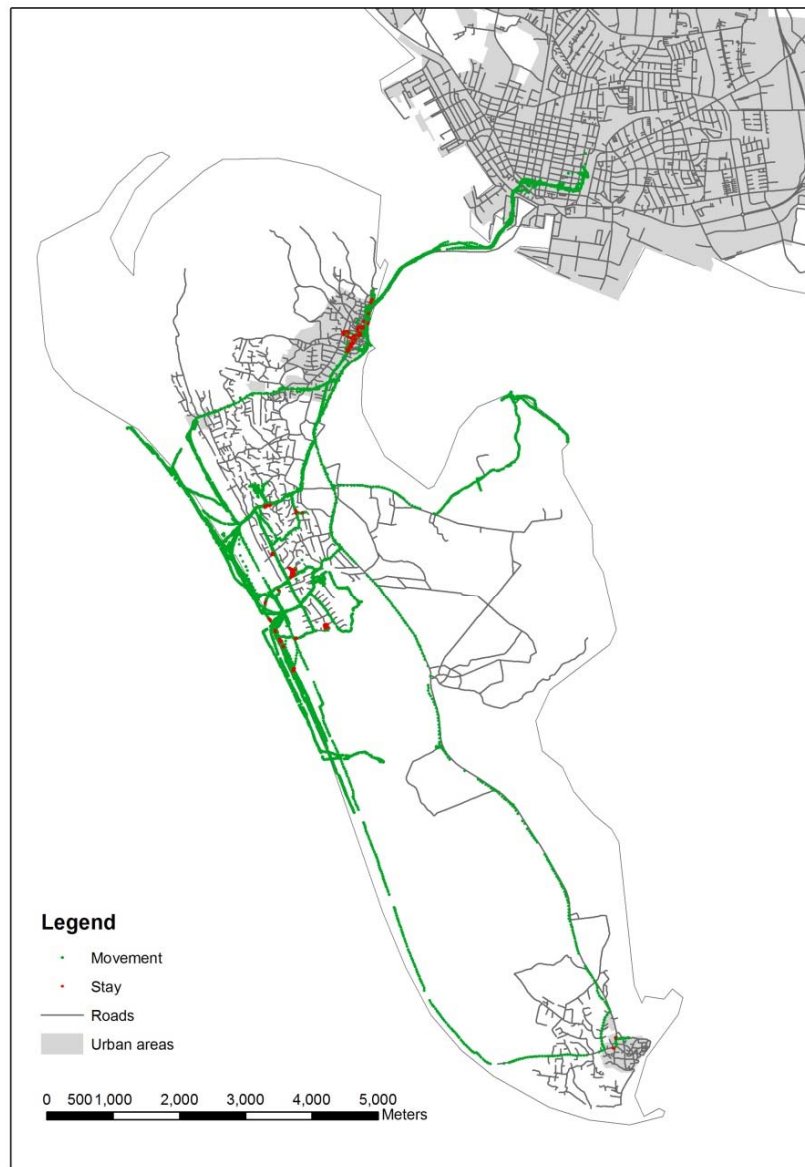 Legend
Movement
Stay
Roads
Urban areas
0 500 1,000 2,000 3,000 4,000 5,000
Meters